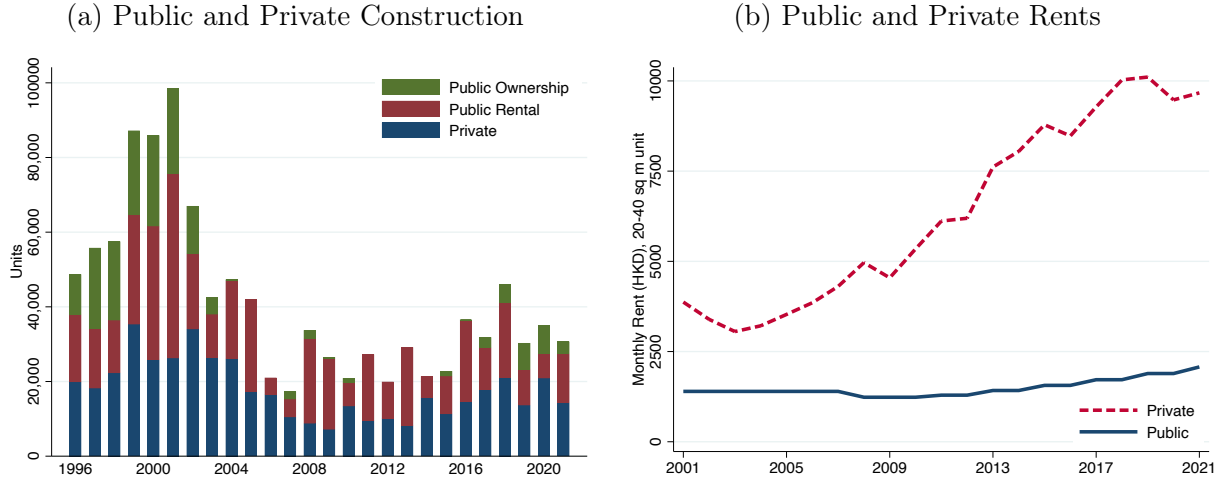 (a) Public and Private Construction
Units
100000
80,000
60,000
40,000
20,000
0
Public Ownership
Public Rental
Private
1996
2000
2004
2008
2012
2016
2020
(b) Public and Private Rents
Monthly Rent (HKD), 20-40 sq m unit
10000
7500
5000
2500
0
Private
Public
2001
2005
2009
2013
2017
2021